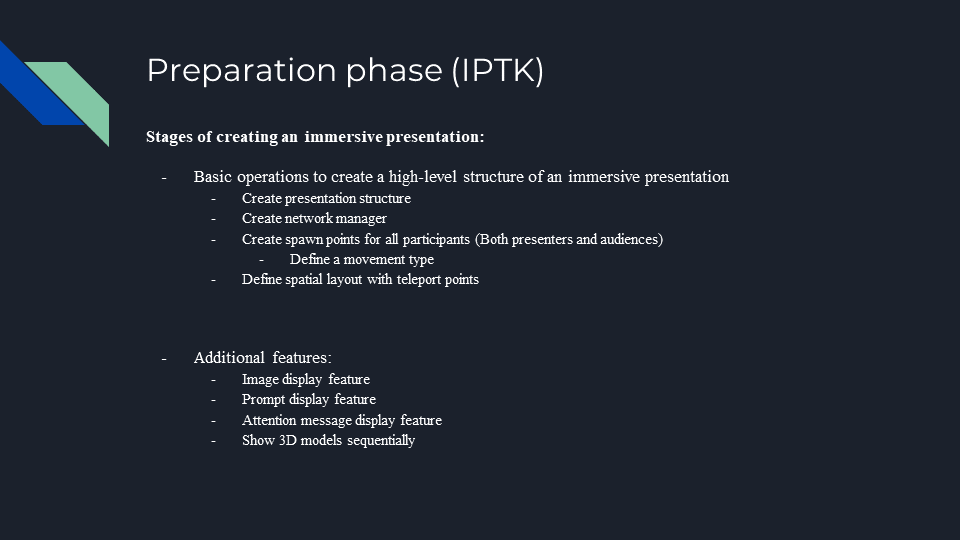 Preparation phase (IPTK)
Stages of creating an immersive presentation:
- Basic operations to create a high-level structure of an immersive presentation
- Create presentation structure
- Create network manager
- Create spawn points for all participants (Both presenters and audiences)
- Define a movement type
- Define spatial layout with teleport points
- Additional features:
- Image display feature
- Prompt display feature
- Attention message display feature
- Show 3D models sequentially